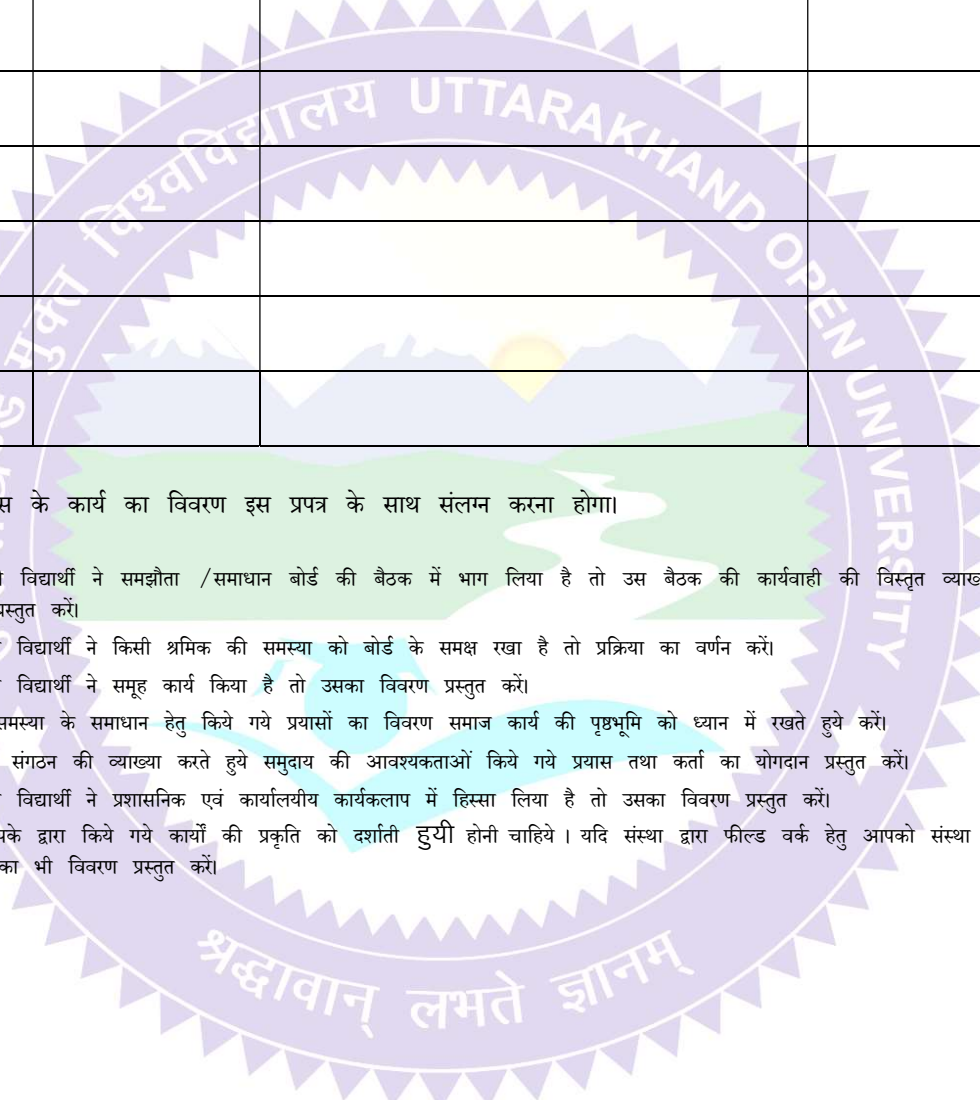 विश्वविद्यालय UTTARAKHAND OPEN UNIVERSITY
मुक्त
के कार्य का विवरण इस प्रपत्र के साथ संलग्न करना होगा।
विद्यार्थी ने समझौता /समाधान बोर्ड की बैठक में भाग लिया है तो उस बैठक की कार्यवाही की विस्तृत
करें।
विद्यार्थी ने किसी श्रमिक की समस्या को बोर्ड के समक्ष रखा है तो प्रक्रिया का वर्णन करें।
विद्यार्थी ने समूह कार्य किया है तो उसका विवरण प्रस्तुत करें।
समस्या के समाधान हेतु किये गये प्रयासों का विवरण समाज कार्य की पृष्ठभूमि को ध्यान में रखते हुये करें।
संगठन की व्याख्या करते हुये समुदाय की आवश्यकताओं किये गये प्रयास तथा कर्ता का योगदान प्रस्तुत करें।
विद्यार्थी ने प्रशासनिक एवं कार्यालयीय कार्यकलाप में हिस्सा लिया है तो उसका विवरण प्रस्तुत करें।
द्वारा किये गये कार्यों की प्रकृति को दर्शाती हुयी होनी चाहिये । यदि संस्था द्वारा फील्ड वर्क हेतु आपको संस्था
का भी विवरण प्रस्तुत करें।
श्रद्धावान् लभते ज्ञानम्